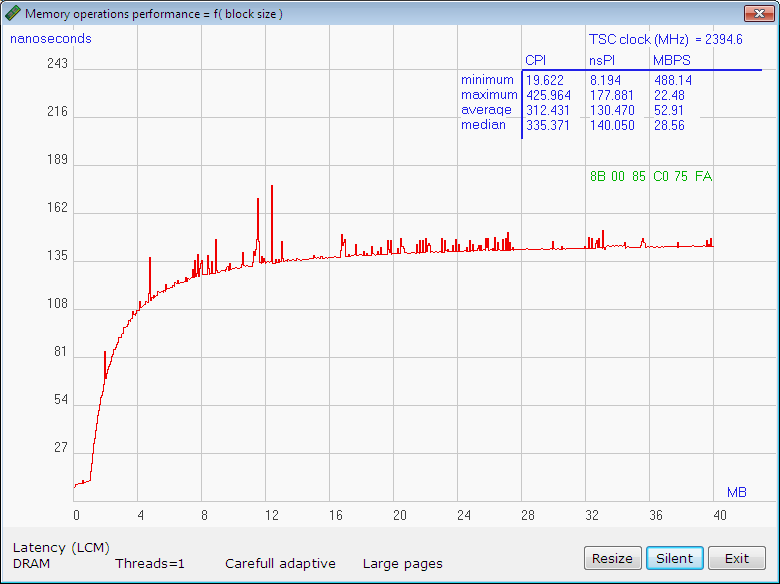 Memory operations performance = f( block size )
nanoseconds
TSC clock (MHz) = 2394.6
CPI nsPI MBPS
minimum 19.622 8.194 488.14
maximum 425.964 177.881 22.48
average 312.431 130.470 52.91
median 335.371 140.050 28.56
8B 00 85 C0 75 FA
243
216
189
162
135
108
81
54
27
MB
0 4 8 12 16 20 24 28 32 36 40
Latency (LCM)
DRAM Threads=1 Carefull adaptive Large pages
Resize Silent Exit